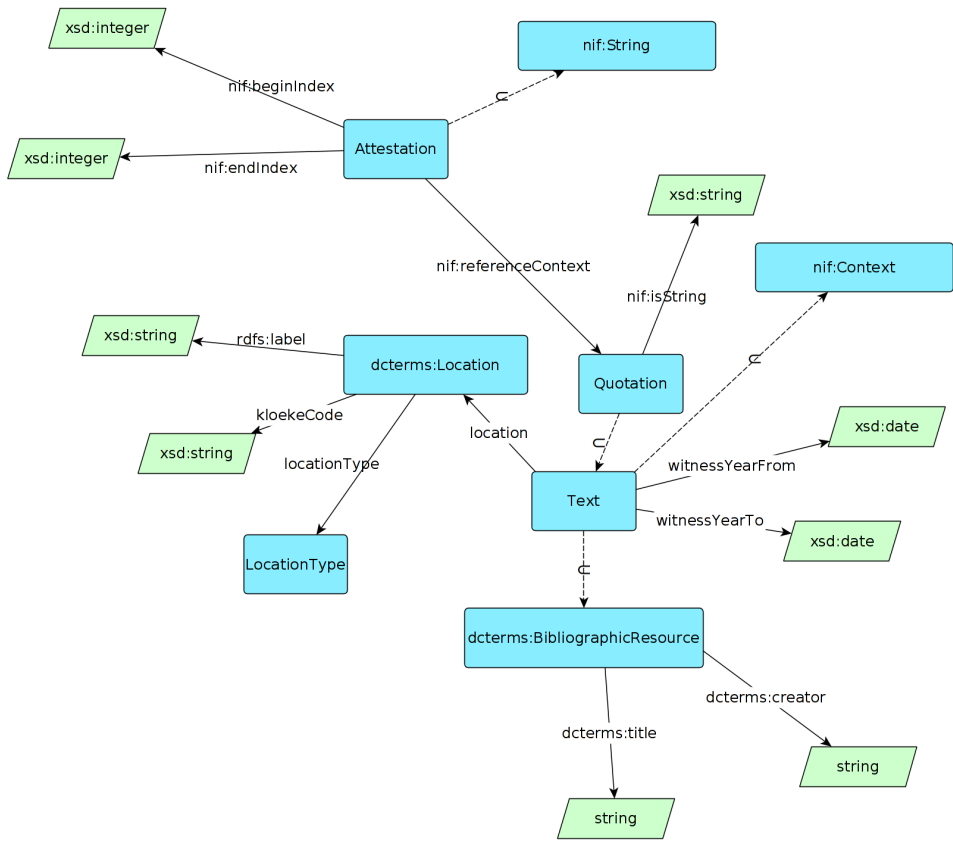 xsd:integer
nif:String
nif:beginIndex
⊂
Attestation
xsd:integer
nif:endIndex
xsd:string
nif:referenceContext
nif:Context
nif:isString
xsd:string
rdfs:label
dcterms:Location
⊂
Quotation
kloekeCode
xsd:date
location
⊂
xsd:string
locationType
witnessYearFrom
Text
witnessYearTo
xsd:date
LocationType
⊂
dcterms:BibliographicResource
dcterms:creator
dcterms:title
string
string